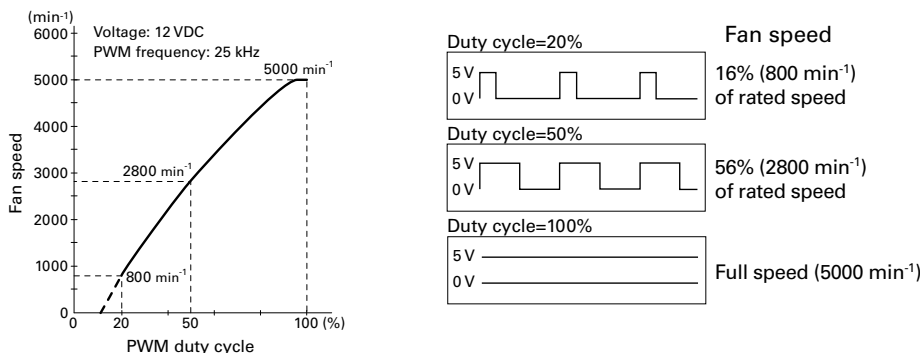 (min⁻¹)
6000
5000
4000
3000
2000
1000
0
Fan speed
Voltage: 12 VDC
PWM frequency: 25 kHz
5000 min⁻¹
2800 min⁻¹
800 min⁻¹
0 20 50 100 (%)
PWM duty cycle
Fan speed
Duty cycle=20%
5 V
0 V
16% (800 min⁻¹)
of rated speed
Duty cycle=50%
5 V
0 V
56% (2800 min⁻¹)
of rated speed
Duty cycle=100%
5 V
0 V
Full speed (5000 min⁻¹)